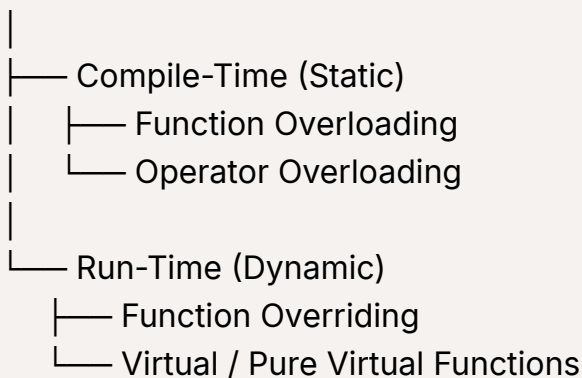 │
├── Compile-Time (Static)
│   ├── Function Overloading
│   └── Operator Overloading
│
└── Run-Time (Dynamic)
    ├── Function Overriding
    └── Virtual / Pure Virtual Functions